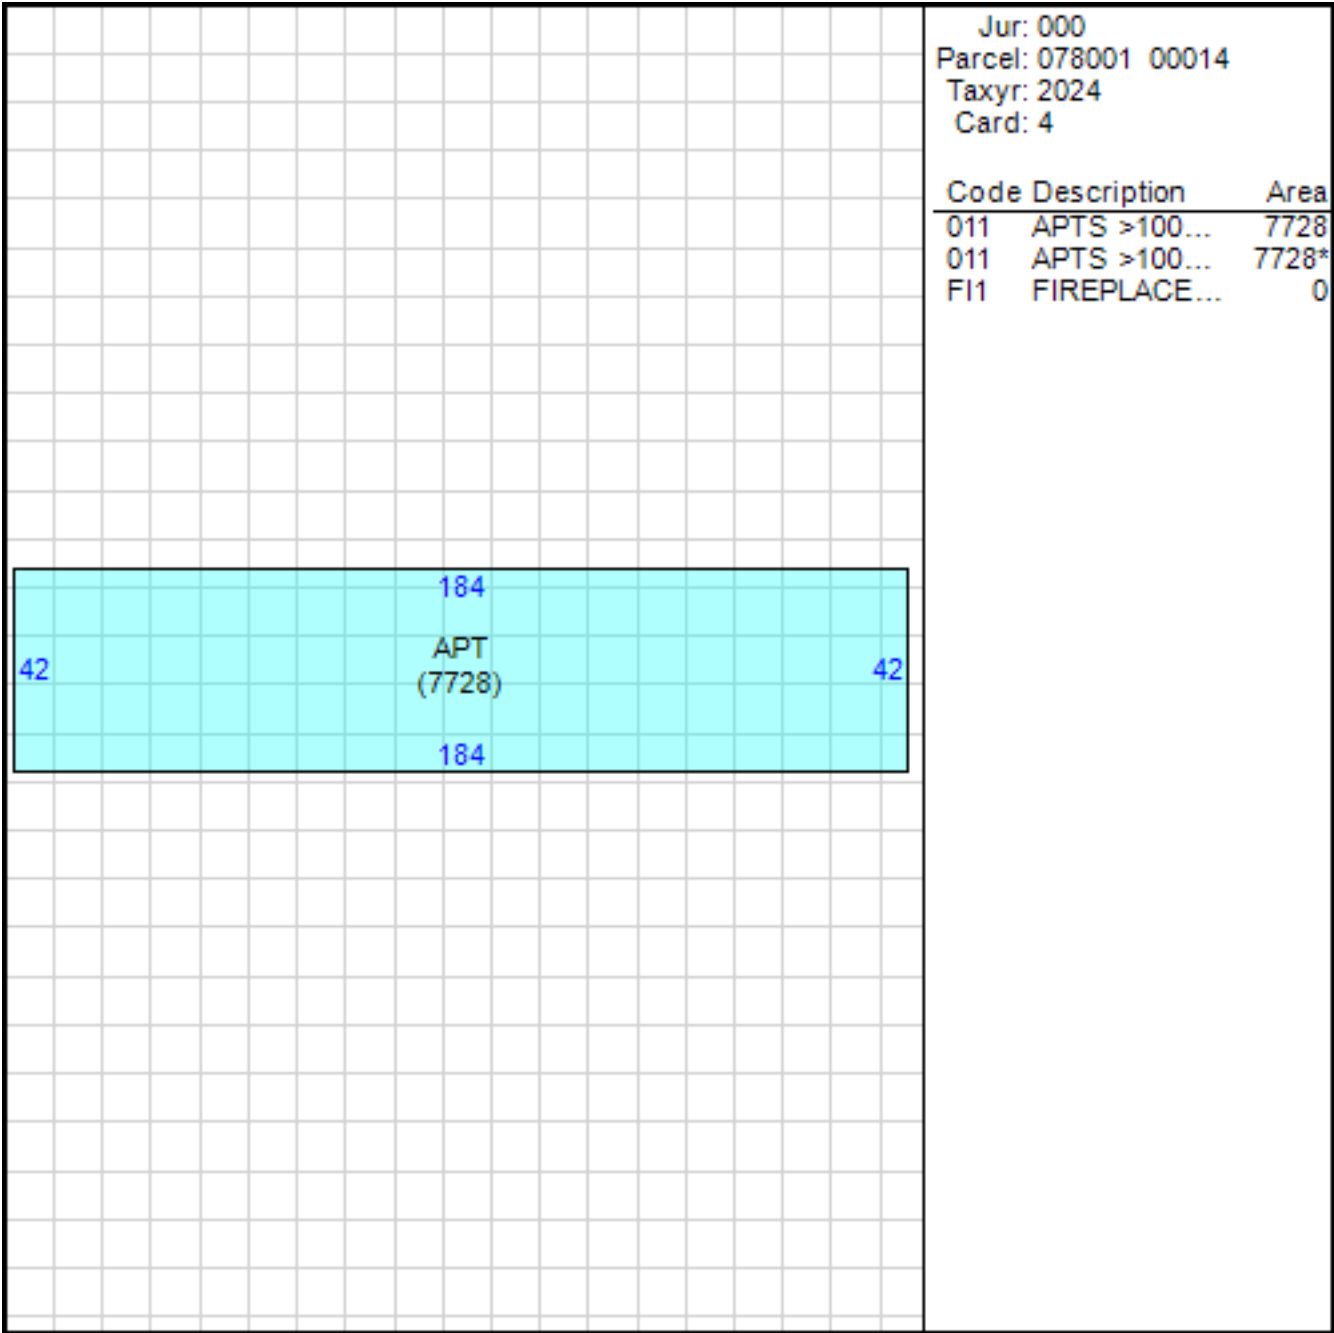 Jur: 000
Parcel: 078001 00014
Taxyr: 2024
Card: 4
Code Description Area
011 APTS >100... 7728
011 APTS >100... 7728*
FI1 FIREPLACE... 0
184
APT
42 42
(7728)
184